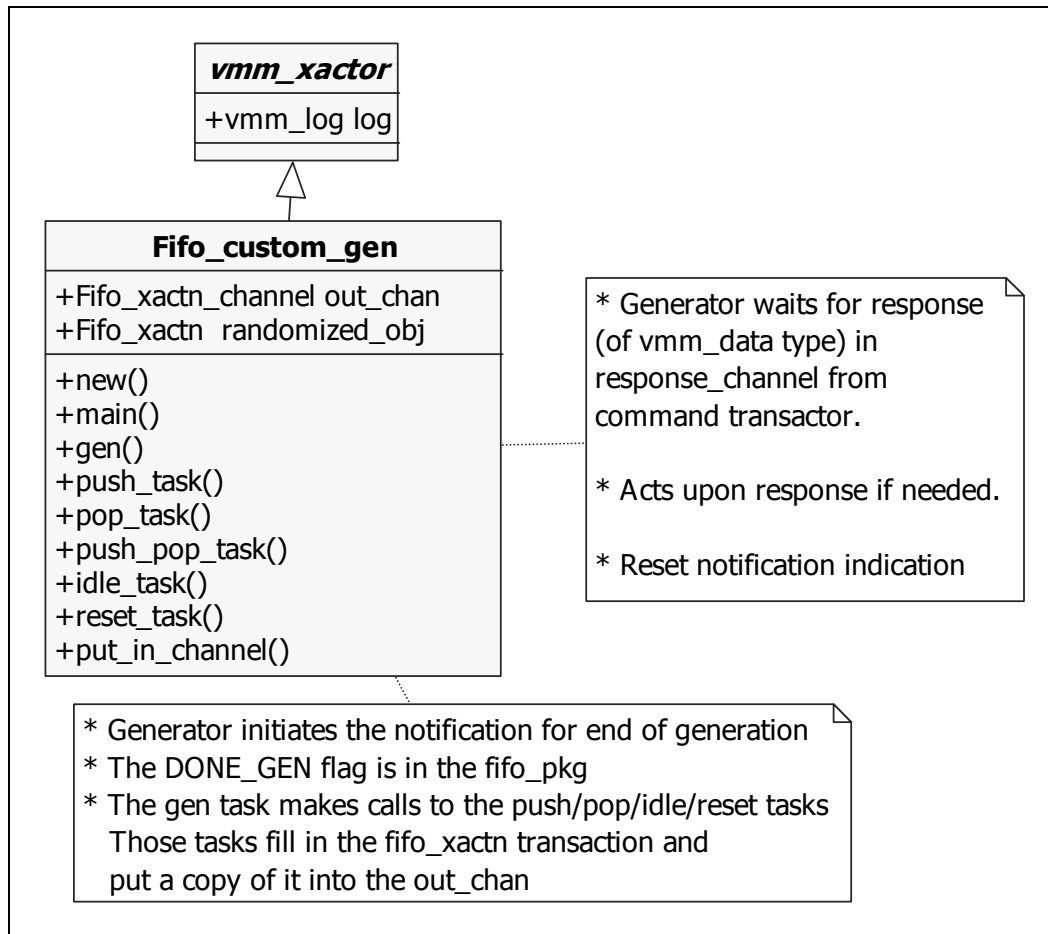 vmm_xactor
+vmm_log log
Fifo_custom_gen
+Fifo_xactn_channel out_chan
+Fifo_xactn randomized_obj
+new()
+main()
+gen()
+push_task()
+pop_task()
+push_pop_task()
+idle_task()
+reset_task()
+put_in_channel()
* Generator waits for response
(of vmm_data type) in
response_channel from
command transactor.
* Acts upon response if needed.
* Reset notification indication
* Generator initiates the notification for end of generation
* The DONE_GEN flag is in the fifo_pkg
* The gen task makes calls to the push/pop/idle/reset tasks
Those tasks fill in the fifo_xactn transaction and
put a copy of it into the out_chan